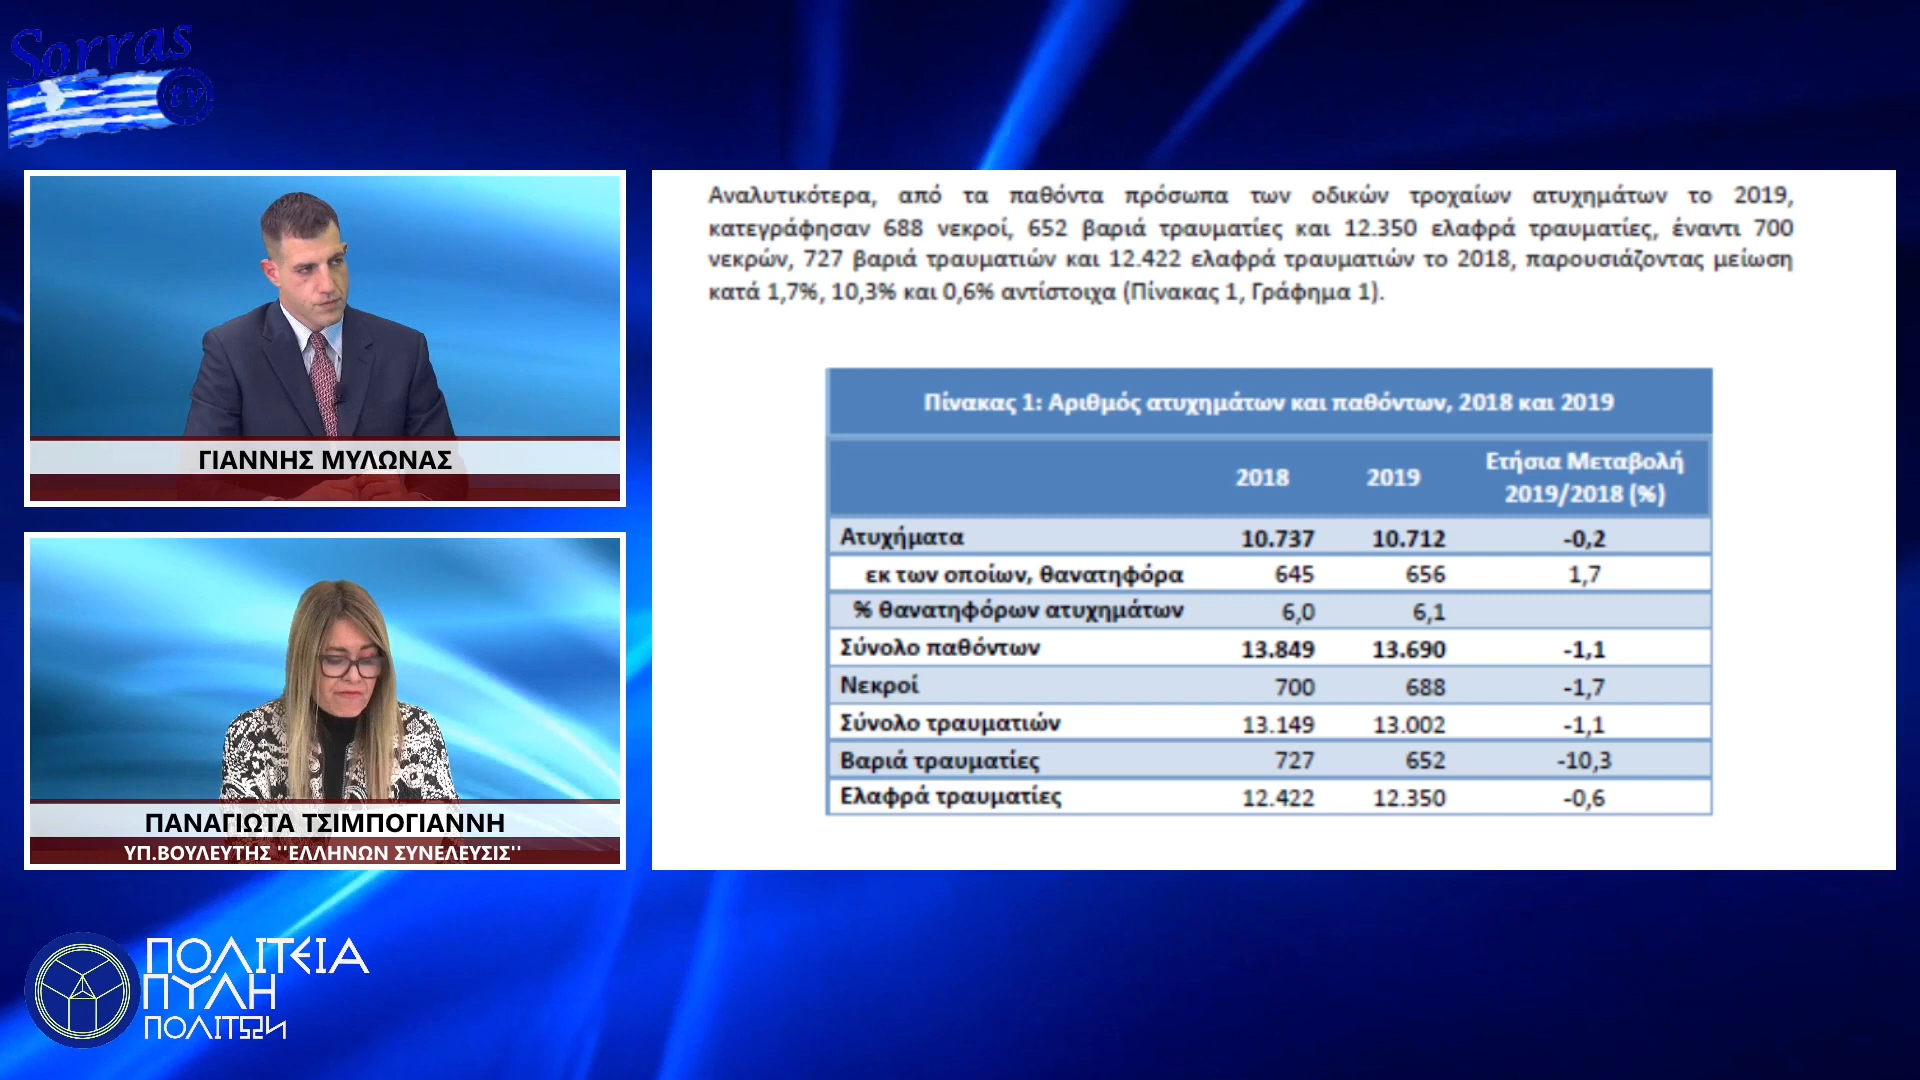 Sorras
tv
ΓΙΑΝΝΗΣ ΜΥΛΩΝΑΣ
ΠΑΝΑΓΙΩΤΑ ΤΣΙΜΠΟΓΙΑΝΝΗ
ΥΠ.ΒΟΥΛΕΥΤΗΣ ''ΕΛΛΗΝΩΝ ΣΥΝΕΛΕΥΣΙΣ''
Αναλυτικότερα, από τα παθόντα πρόσωπα των οδικών τροχαίων ατυχημάτων το 2019,
κατεγράφησαν 688 νεκροί, 652 βαριά τραυματίες και 12.350 ελαφρά τραυματίες, έναντι 700
νεκρών, 727 βαριά τραυματιών και 12.422 ελαφρά τραυματιών το 2018, παρουσιάζοντας μείωση
κατά 1,7%, 10,3% και 0,6% αντίστοιχα (Πίνακας 1, Γράφημα 1).
Πίνακας 1: Αριθμός ατυχημάτων και παθόντων, 2018 και 2019
2018 2019 Ετήσια Μεταβολή
2019/2018 (%)
Ατυχήματα 10.737 10.712 -0,2
εκ των οποίων, θανατηφόρα 645 656 1,7
% θανατηφόρων ατυχημάτων 6,0 6,1
Σύνολο παθόντων 13.849 13.690 -1,1
Νεκροί 700 688 -1,7
Σύνολο τραυματιών 13.149 13.002 -1,1
Βαριά τραυματίες 727 652 -10,3
Ελαφρά τραυματίες 12.422 12.350 -0,6
ΠΟΛΙΤΕΙΑ
ΠΥΛΗ
ΠΟΛΙΤΩΝ